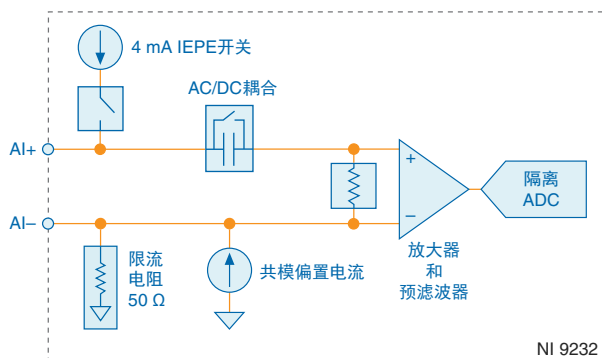 4 mA IEPE开关
AC/DC耦合
AI+
+
隔离
ADC
AI–
–
放大器
和
预滤波器
限流
电阻
50 Ω
共模偏置电流
NI 9232